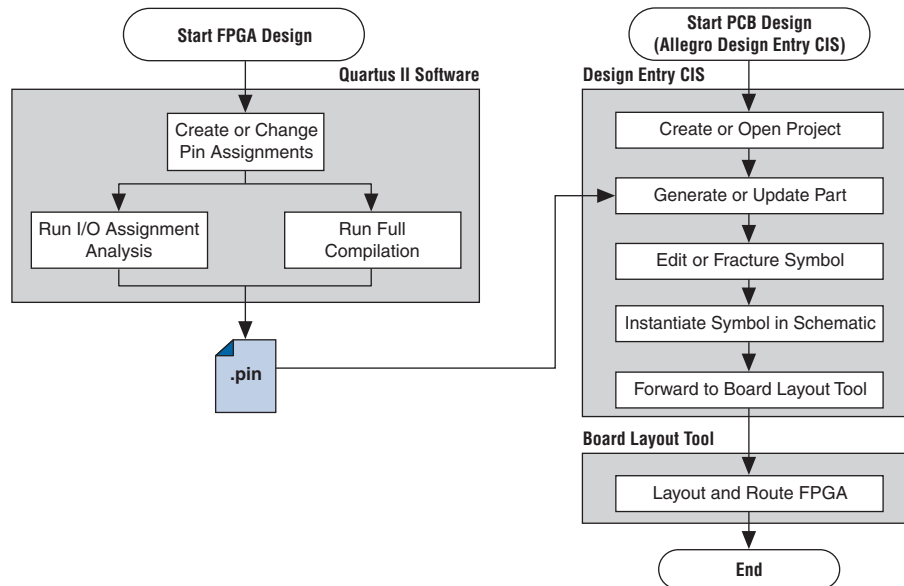 Start FPGA Design
Quartus II Software
Create or Change
Pin Assignments
Run I/O Assignment
Analysis
Run Full
Compilation
.pin
Start PCB Design
(Allegro Design Entry CIS)
Design Entry CIS
Create or Open Project
Generate or Update Part
Edit or Fracture Symbol
Instantiate Symbol in Schematic
Forward to Board Layout Tool
Board Layout Tool
Layout and Route FPGA
End